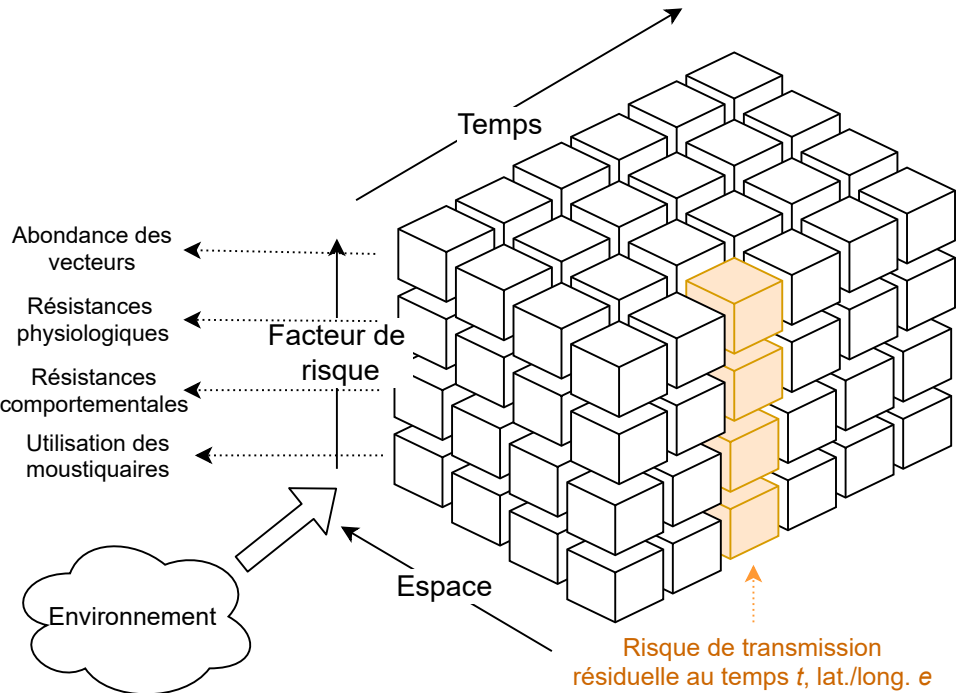 Temps
Abondance des
vecteurs
Résistances
physiologiques
Facteur de
risque
Résistances
comportementales
Utilisation des
moustiquaires
Espace
Environnement
Risque de transmission
résiduelle au temps t, lat./long. e